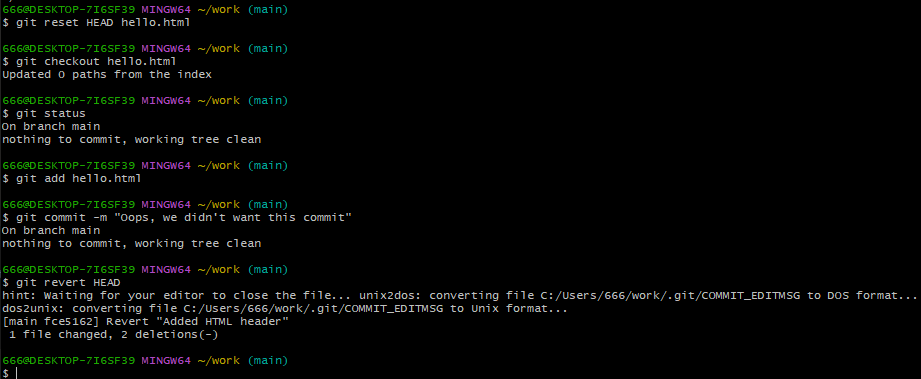 666@DESKTOP-7I6SF39 MINGW64 ~/work (main)
$ git reset HEAD hello.html
666@DESKTOP-7I6SF39 MINGW64 ~/work (main)
$ git checkout hello.html
Updated 0 paths from the index
666@DESKTOP-7I6SF39 MINGW64 ~/work (main)
$ git status
On branch main
nothing to commit, working tree clean
666@DESKTOP-7I6SF39 MINGW64 ~/work (main)
$ git add hello.html
666@DESKTOP-7I6SF39 MINGW64 ~/work (main)
$ git commit -m "Oops, we didn't want this commit"
On branch main
nothing to commit, working tree clean
666@DESKTOP-7I6SF39 MINGW64 ~/work (main)
$ git revert HEAD
hint: Waiting for your editor to close the file... unix2dos: converting file C:/Users/666/work/.git/COMMIT_EDITMSG to DOS format...
dos2unix: converting file C:/Users/666/work/.git/COMMIT_EDITMSG to Unix format...
[main fce5162] Revert "Added HTML header"
 1 file changed, 2 deletions(-)
666@DESKTOP-7I6SF39 MINGW64 ~/work (main)
$